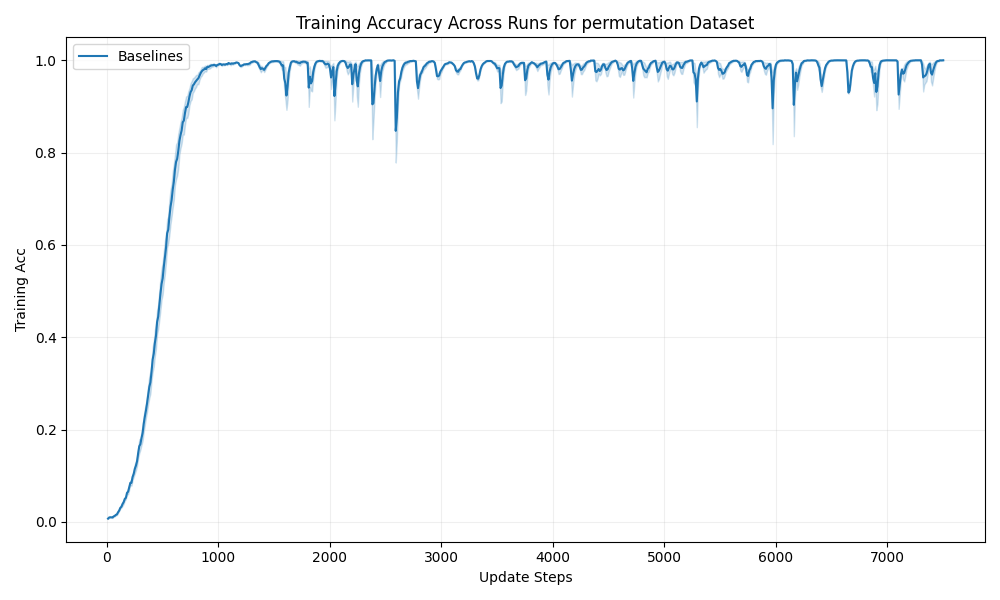 Training Accuracy Across Runs for permutation Dataset
Baselines
1.0
0.8
0.6
0.4
0.2
0.0
Training Acc
0 1000 2000 3000 4000 5000 6000 7000
Update Steps